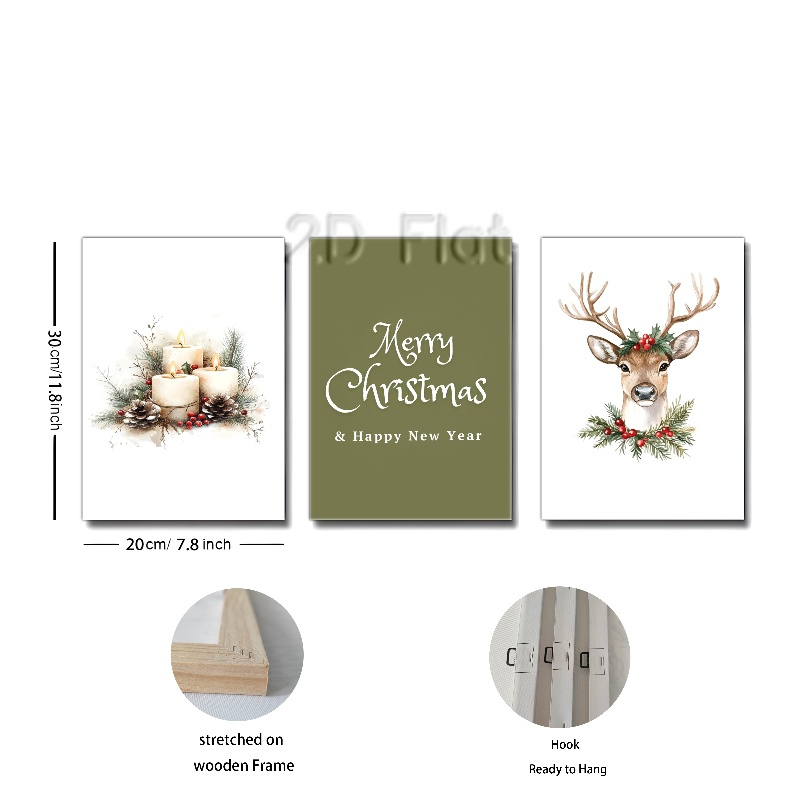 2D Flat
30cm/11.8inch
Merry
Christmas
& Happy New Year
20cm/ 7.8 inch
stretched on
wooden Frame
Hook
Ready to Hang